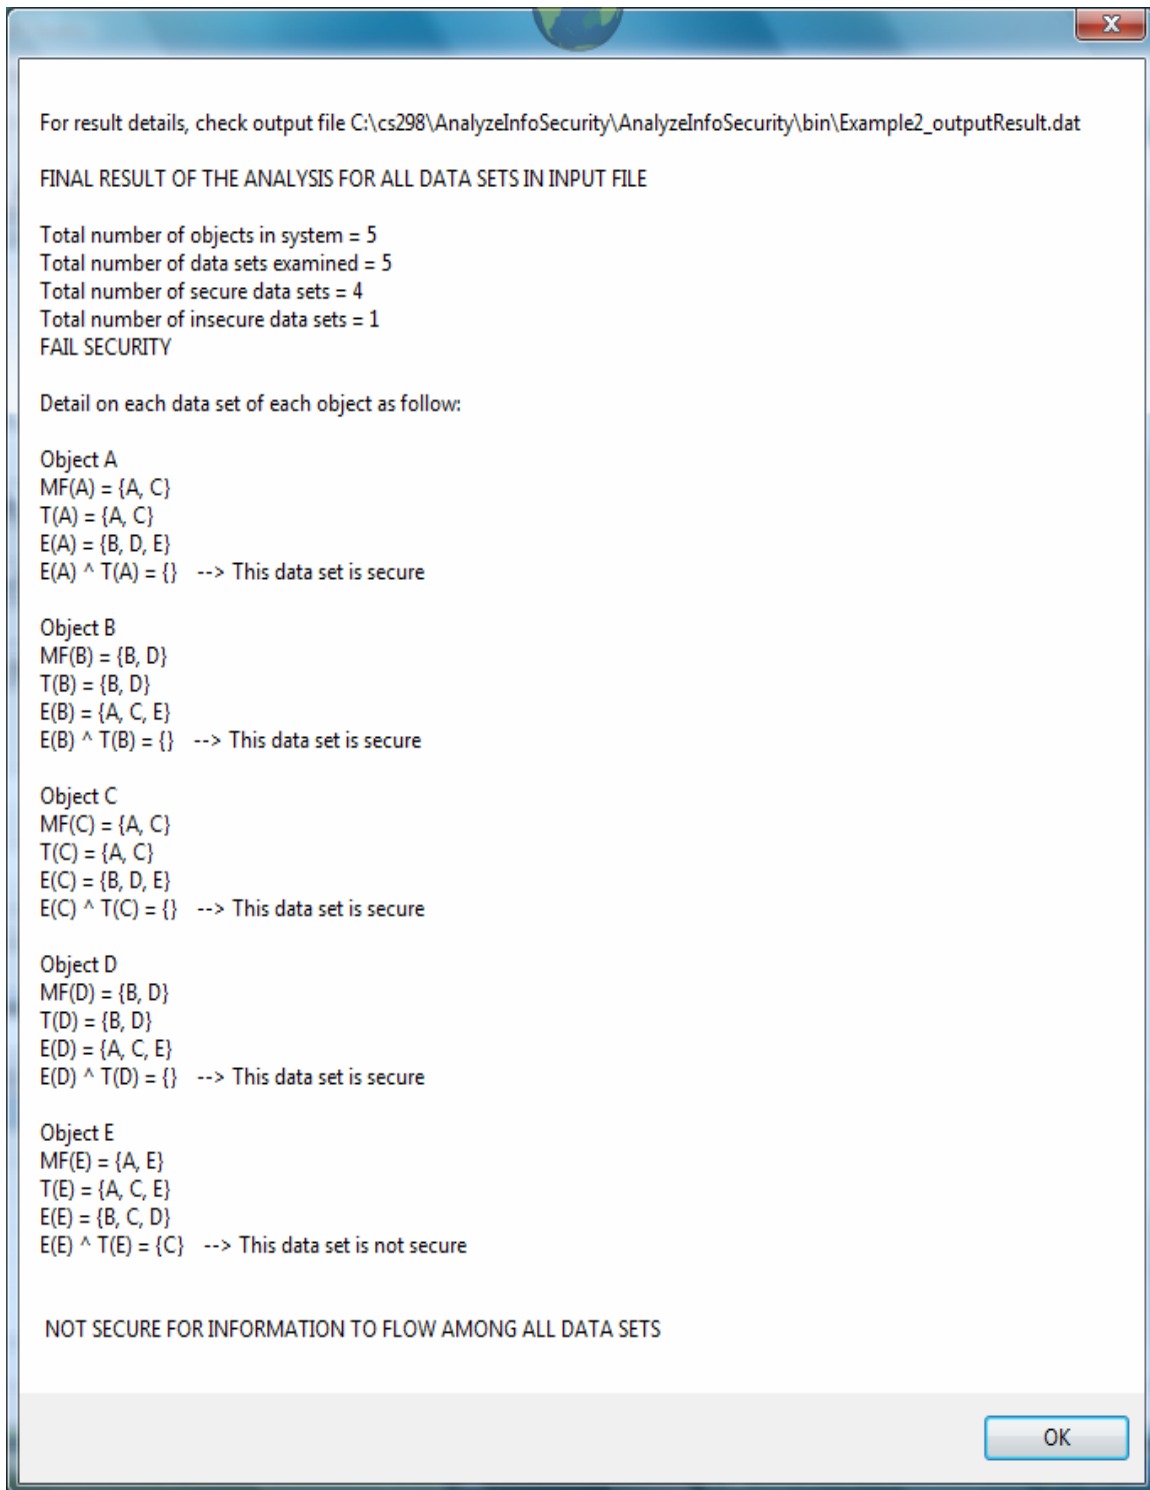 X
For result details, check output file C:\cs298\AnalyzeInfoSecurity\AnalyzeInfoSecurity\bin\Example2_outputResult.dat
FINAL RESULT OF THE ANALYSIS FOR ALL DATA SETS IN INPUT FILE
Total number of objects in system = 5
Total number of data sets examined = 5
Total number of secure data sets = 4
Total number of insecure data sets = 1
FAIL SECURITY
Detail on each data set of each object as follow:
Object A
MF(A) = {A, C}
T(A) = {A, C}
E(A) = {B, D, E}
E(A) ^ T(A) = {}   --> This data set is secure
Object B
MF(B) = {B, D}
T(B) = {B, D}
E(B) = {A, C, E}
E(B) ^ T(B) = {}   --> This data set is secure
Object C
MF(C) = {A, C}
T(C) = {A, C}
E(C) = {B, D, E}
E(C) ^ T(C) = {}   --> This data set is secure
Object D
MF(D) = {B, D}
T(D) = {B, D}
E(D) = {A, C, E}
E(D) ^ T(D) = {}   --> This data set is secure
Object E
MF(E) = {A, E}
T(E) = {A, C, E}
E(E) = {B, C, D}
E(E) ^ T(E) = {C}   --> This data set is not secure
NOT SECURE FOR INFORMATION TO FLOW AMONG ALL DATA SETS
OK